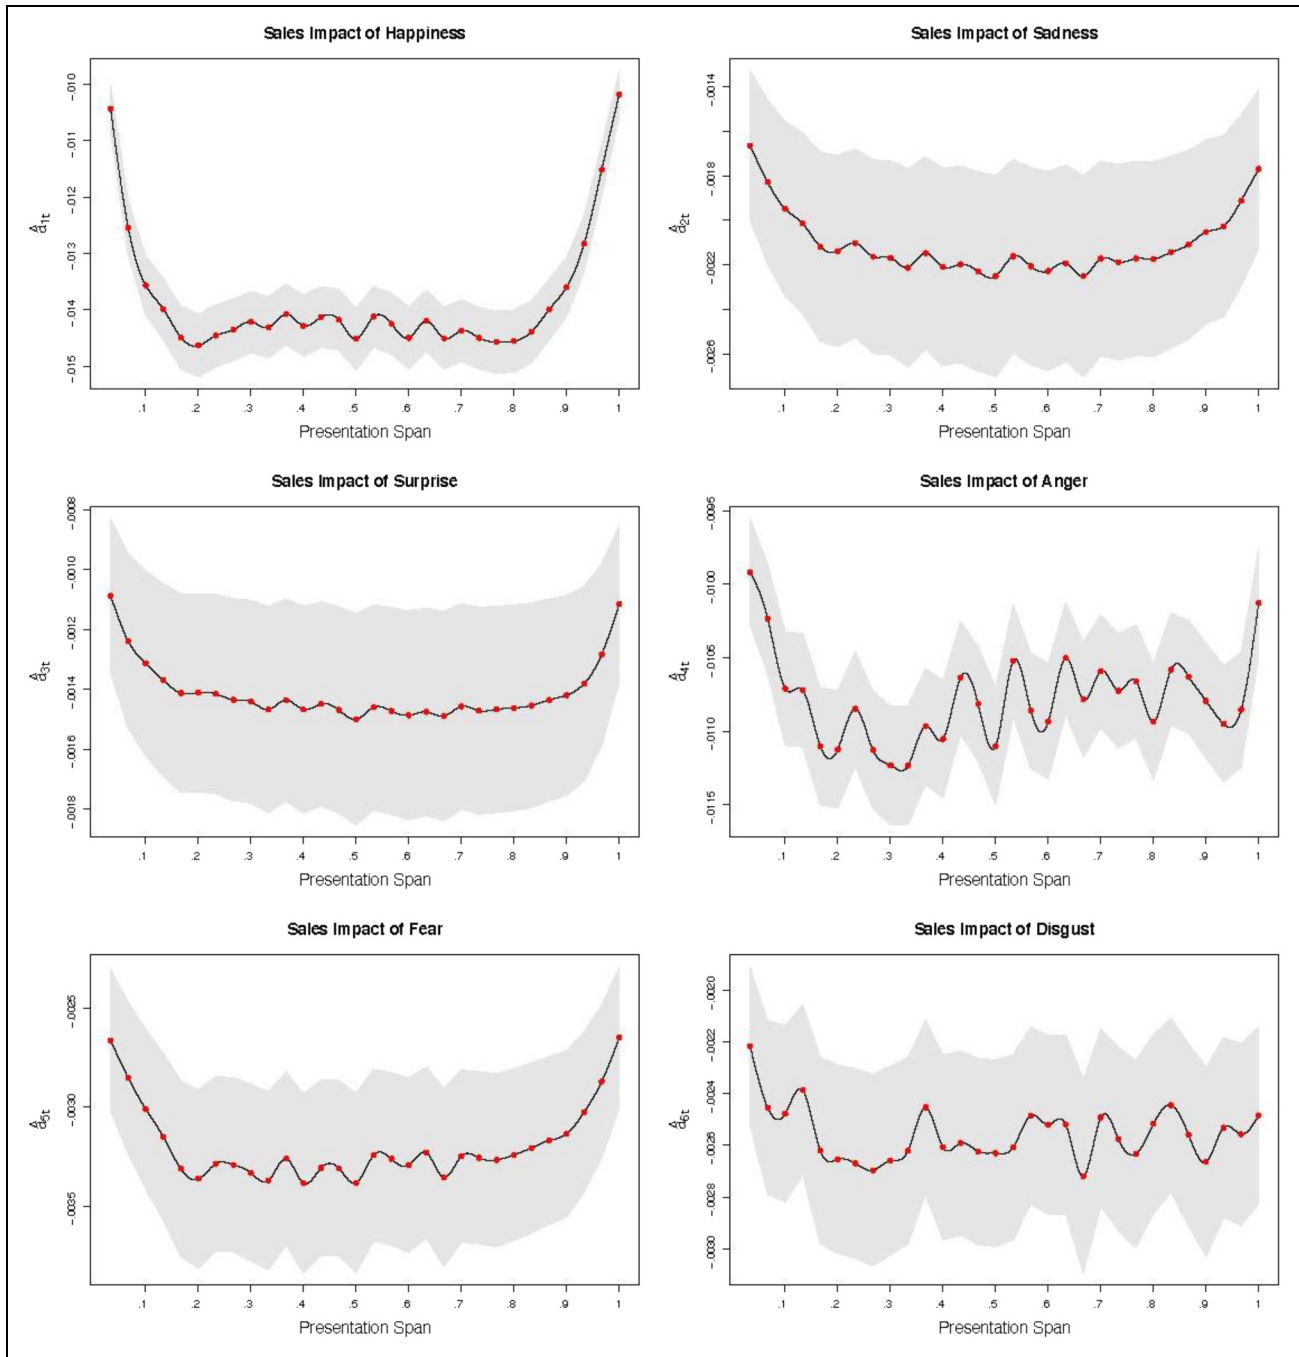 Sales Impact of Happiness
-.010
-.011
-.012
-.013
-.014
-.015
â1t
.1 .2 .3 .4 .5 .6 .7 .8 .9 1
Presentation Span
Sales Impact of Sadness
-.0014
-.0018
-.0022
-.0026
â2t
.1 .2 .3 .4 .5 .6 .7 .8 .9 1
Presentation Span
Sales Impact of Surprise
-.0008
-.0010
-.0012
-.0014
-.0016
-.0018
â3t
.1 .2 .3 .4 .5 .6 .7 .8 .9 1
Presentation Span
Sales Impact of Anger
-.0095
-.0100
-.0105
-.0110
-.0115
â4t
.1 .2 .3 .4 .5 .6 .7 .8 .9 1
Presentation Span
Sales Impact of Fear
-.0025
-.0030
-.0035
â5t
.1 .2 .3 .4 .5 .6 .7 .8 .9 1
Presentation Span
Sales Impact of Disgust
-.0020
-.0022
-.0024
-.0026
-.0028
-.0030
â6t
.1 .2 .3 .4 .5 .6 .7 .8 .9 1
Presentation Span